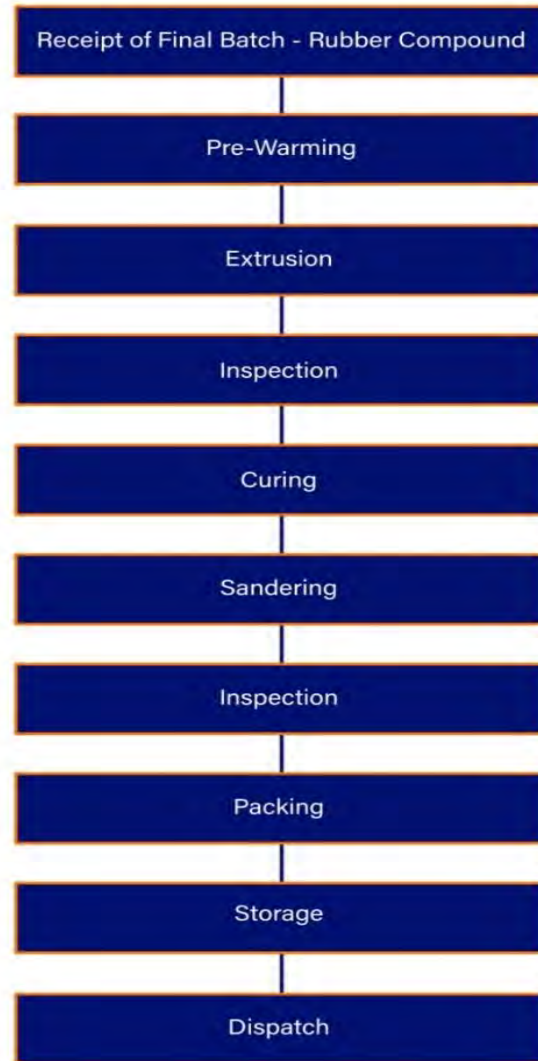 Receipt of Final Batch - Rubber Compound
Pre-Warming
Extrusion
Inspection
Curing
Sandering
Inspection
Packing
Storage
Dispatch